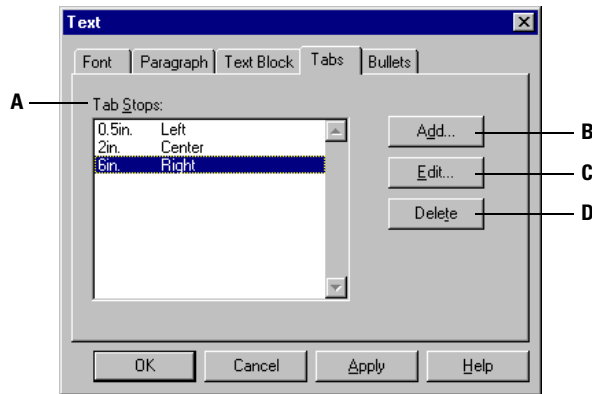 Text
Font Paragraph Text Block Tabs Bullets
A Tab Stops:
0.5in. Left
2in. Center
6in. Right
Add... B
Edit... C
Delete D
OK Cancel Apply Help